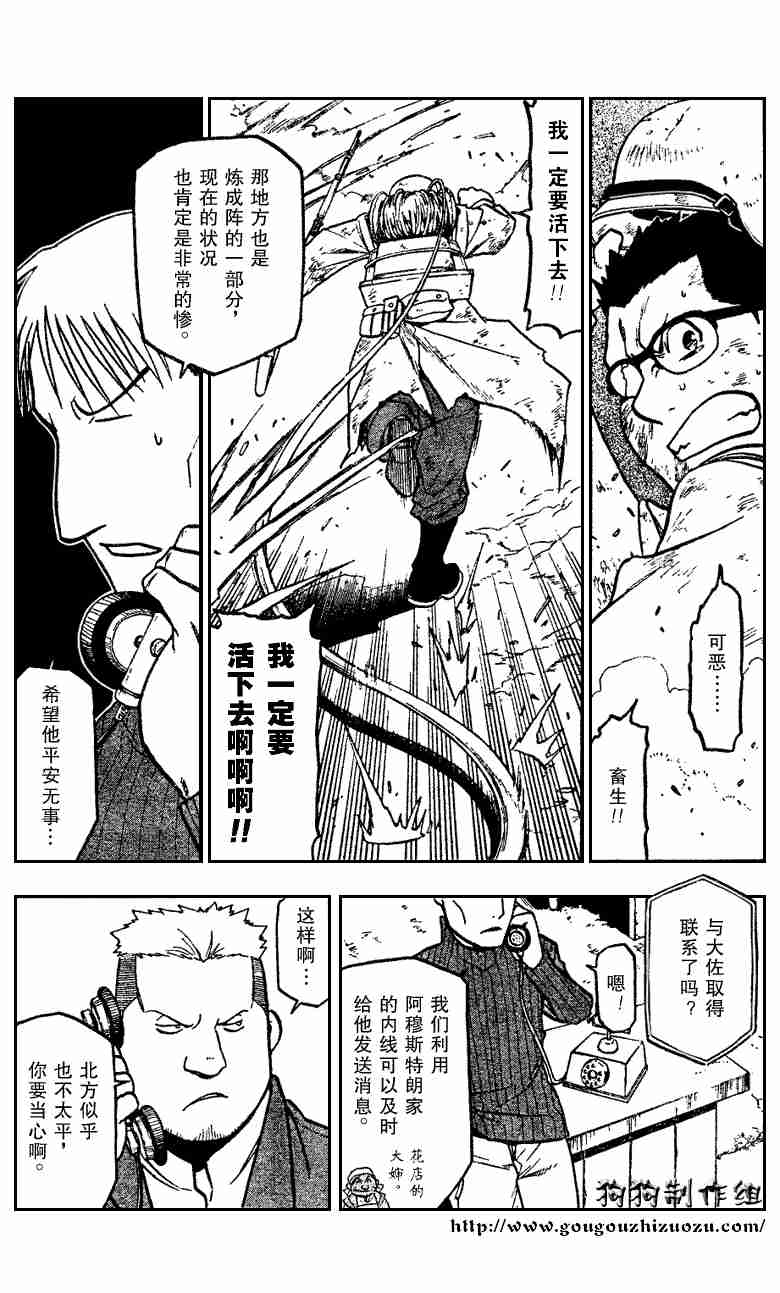 我一定要活下去!!
可恶……
畜生!!
我一定要
活下去啊啊啊!!
那地方也是
炼成阵的一部分，
现在的状况
也肯定是非常的惨。
希望他平安无事…
与大佐取得
联系了吗？
嗯！
我们利用
阿穆斯特朗家
的内线可以及时
给他发送消息。
花店的
大婶。
这样啊…
北方似乎
也不太平，
你要当心啊。
狗狗制作组
http://www.gougouzhizuozu.com/